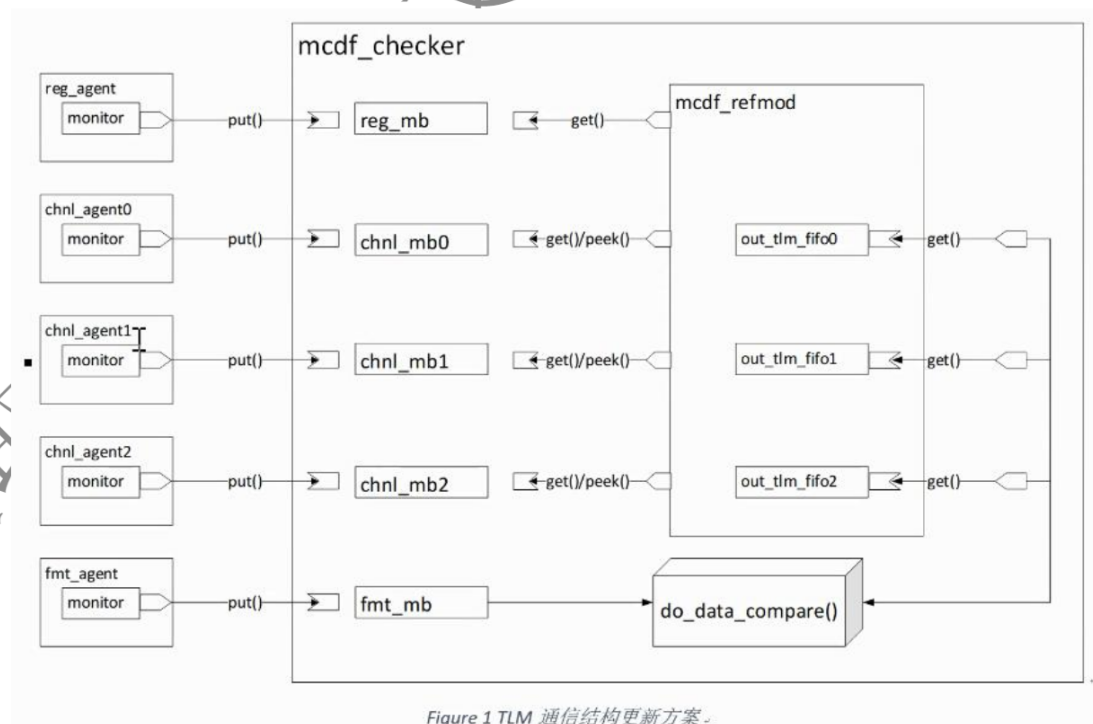 mcdf_checker
reg_agent
monitor
put()
reg_mb
get()
mcdf_refmod
chnl_agent0
monitor
put()
chnl_mb0
get()/peek()
out_tlm_fifo0
get()
chnl_agent1
monitor
put()
chnl_mb1
get()/peek()
out_tlm_fifo1
get()
chnl_agent2
monitor
put()
chnl_mb2
get()/peek()
out_tlm_fifo2
get()
fmt_agent
monitor
put()
fmt_mb
do_data_compare()
Figure 1 TLM 通信结构更新方案